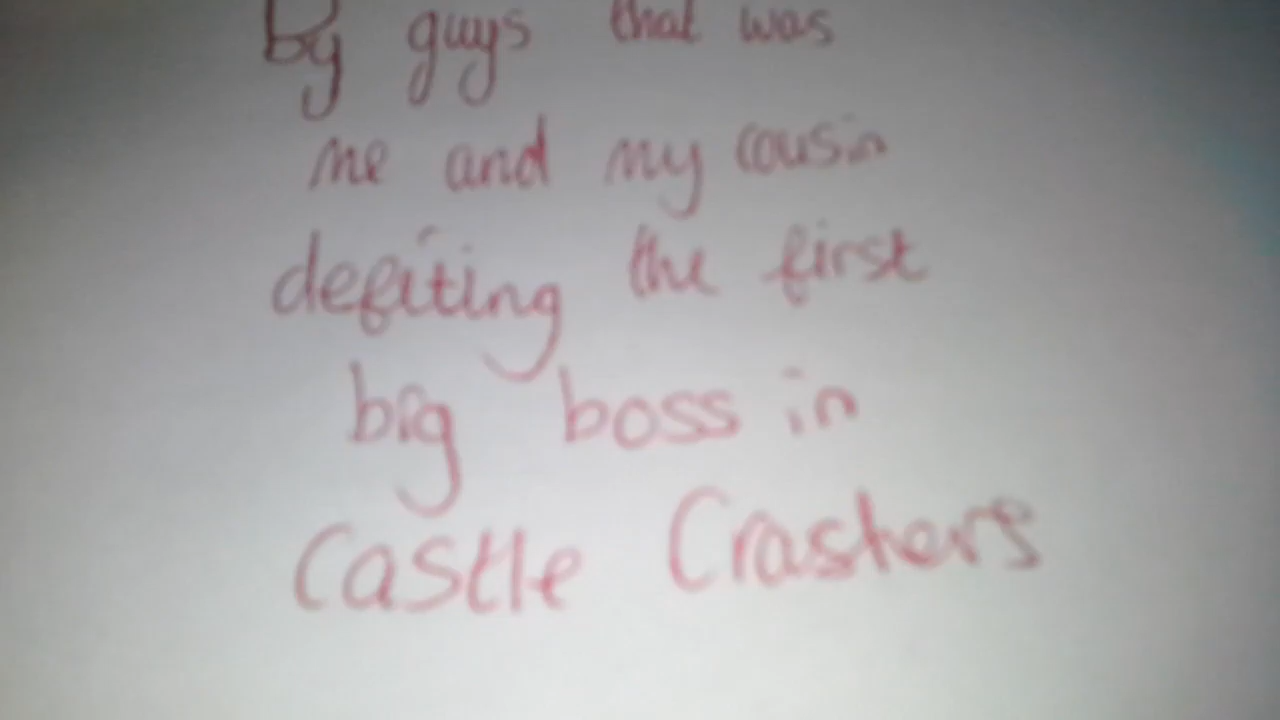 by guys that was
me and my cousin
defiting the first
big boss in
Castle Crashers